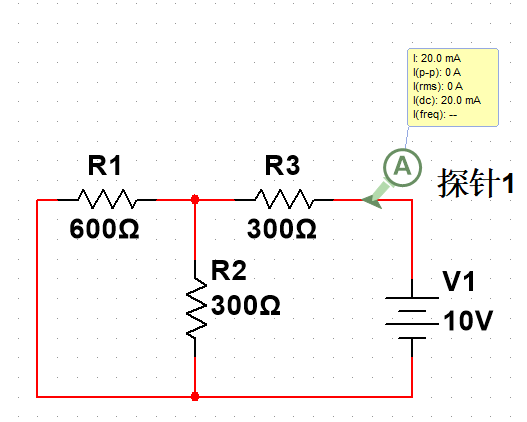 I: 20.0 mA
I(p-p): 0 A
I(rms): 0 A
I(dc): 20.0 mA
I(freq): --
A
探针1
R1
600Ω
R3
300Ω
R2
300Ω
V1
10V